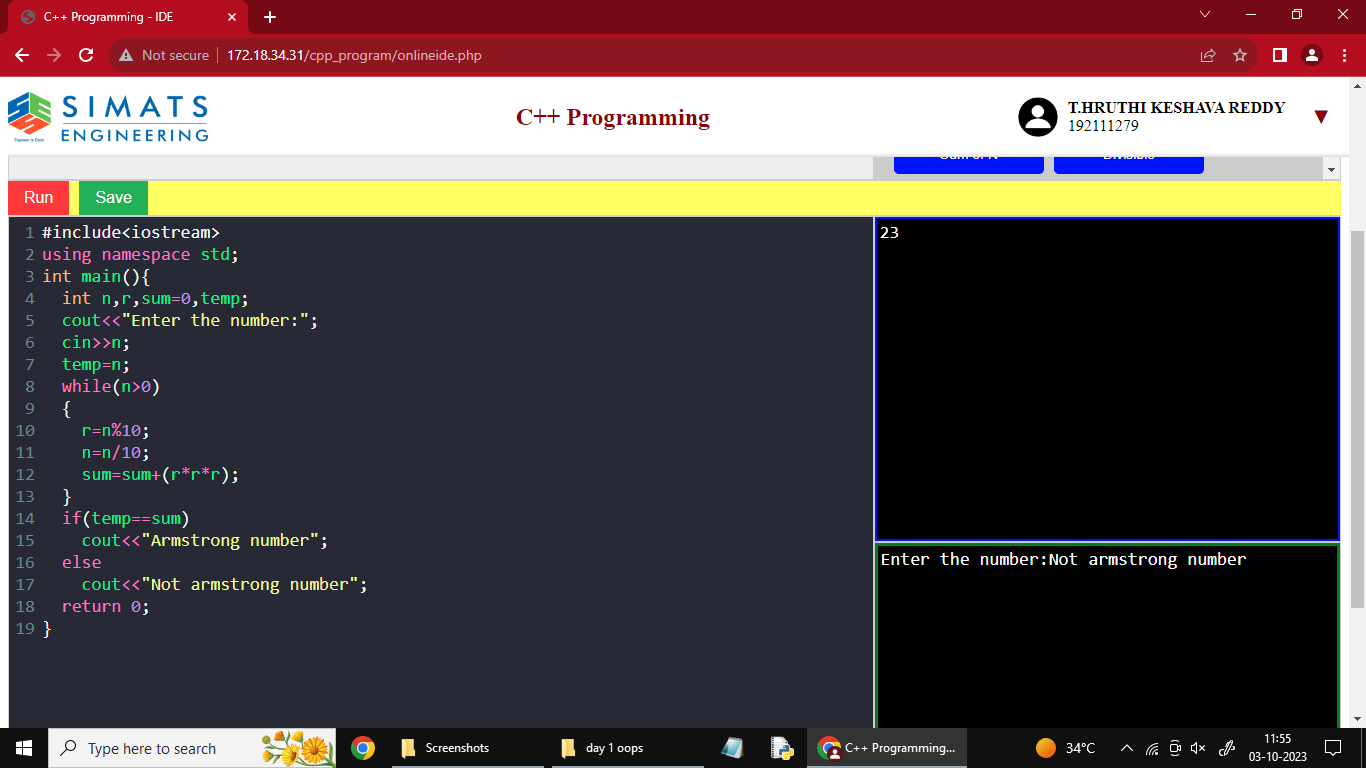 C++ Programming - IDE
Not secure
172.18.34.31/cpp_program/onlineide.php
SIMATS
ENGINEERING
Engineer to Excel
C++ Programming
T.HRUTHI KESHAVA REDDY
192111279
Run
Save
1 #include<iostream>
2 using namespace std;
3 int main(){
4   int n,r,sum=0,temp;
5   cout<<"Enter the number:";
6   cin>>n;
7   temp=n;
8   while(n>0)
9   {
10     r=n%10;
11     n=n/10;
12     sum=sum+(r*r*r);
13   }
14   if(temp==sum)
15     cout<<"Armstrong number";
16   else
17     cout<<"Not armstrong number";
18   return 0;
19 }
23
Enter the number:Not armstrong number
Type here to search
Screenshots
day 1 oops
C++ Programming...
34°C
11:55
03-10-2023